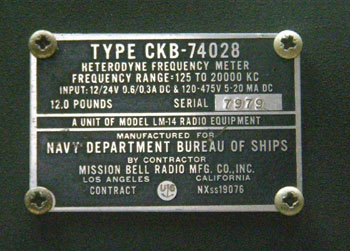 TYPE CKB-74028
HETERODYNE FREQUENCY METER
FREQUENCY RANGE=125 TO 20000 KC
INPUT: 12/24V 0.6/0.3A DC & 120-475V 5-20 MA DC
12.0 POUNDS SERIAL 7979
A UNIT OF MODEL LM-14 RADIO EQUIPMENT
MANUFACTURED FOR
NAVY DEPARTMENT BUREAU OF SHIPS
BY CONTRACTOR
MISSION BELL RADIO MFG. CO., INC.
LOS ANGELES CALIFORNIA
CONTRACT NXss19076